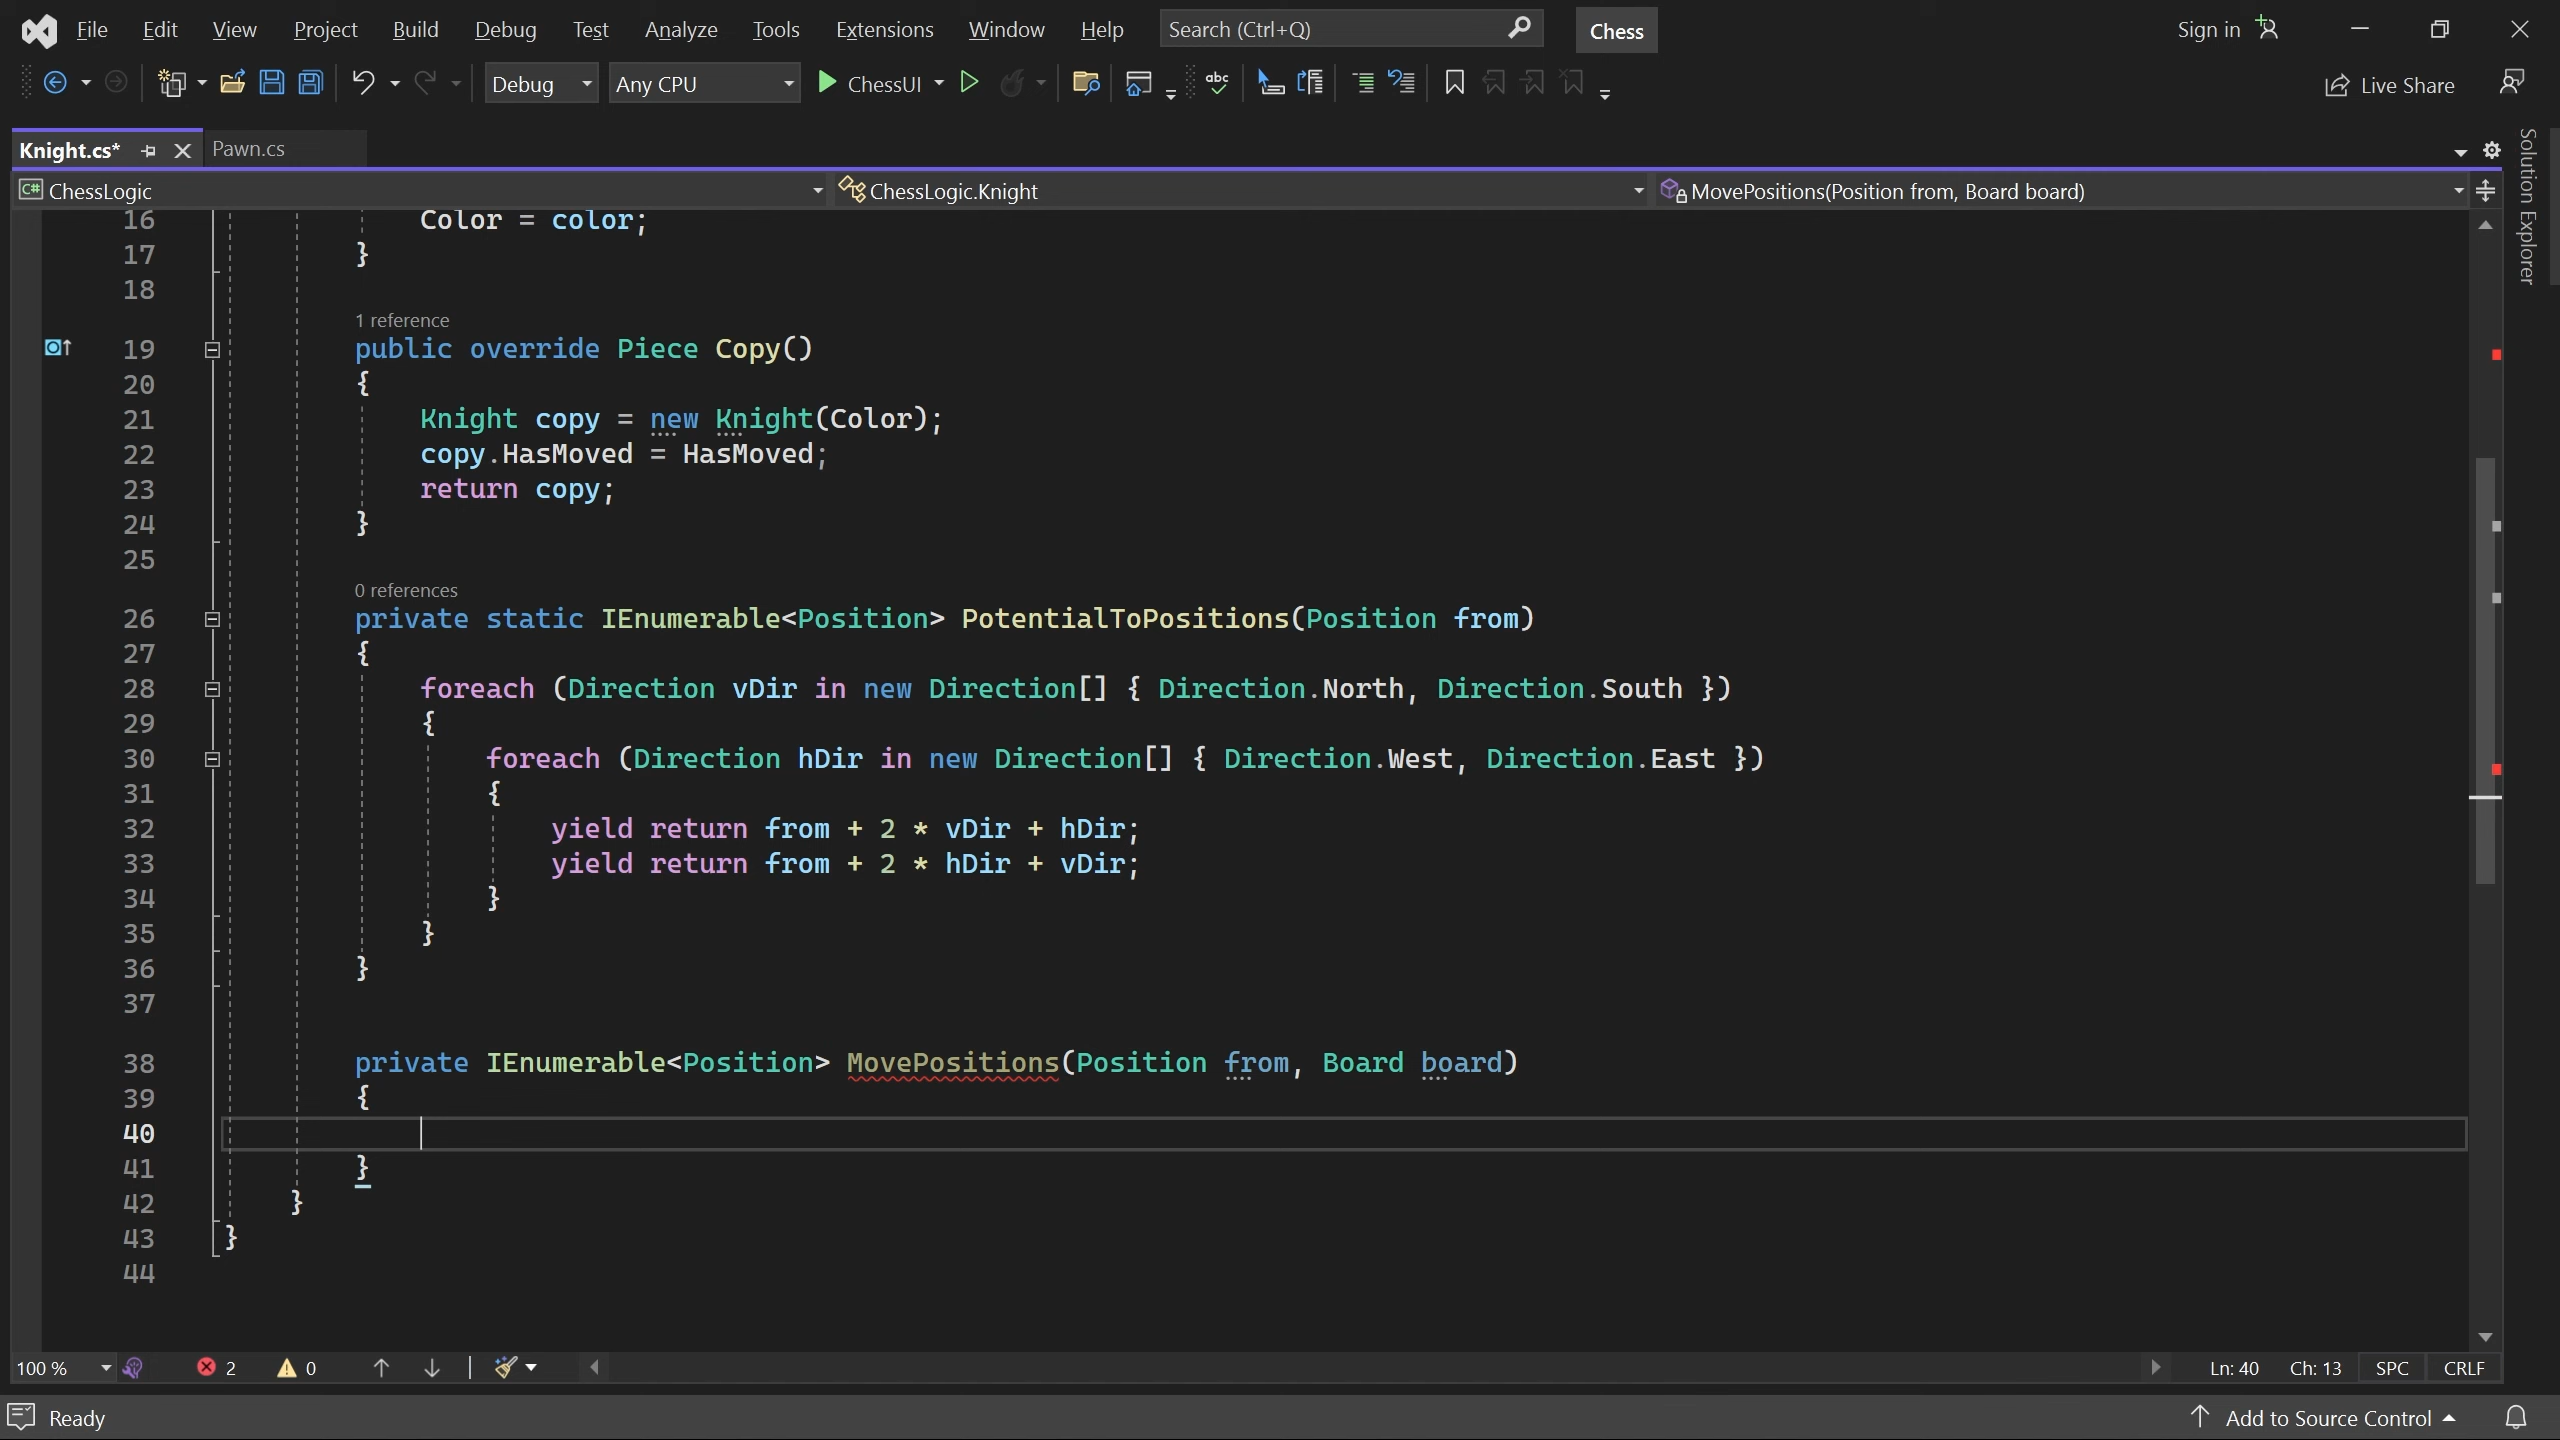 File Edit View Project Build Debug Test Analyze Tools Extensions Window Help Search (Ctrl+Q) Chess Sign in
Debug Any CPU ChessUI abc Live Share
Knight.cs* Pawn.cs
Solution Explorer
C# ChessLogic ChessLogic.Knight MovePositions(Position from, Board board)
16 Color = color;
17 }
18
1 reference
19 public override Piece Copy()
20 {
21 Knight copy = new Knight(Color);
22 copy.HasMoved = HasMoved;
23 return copy;
24 }
25
0 references
26 private static IEnumerable<Position> PotentialToPositions(Position from)
27 {
28 foreach (Direction vDir in new Direction[] { Direction.North, Direction.South })
29 {
30 foreach (Direction hDir in new Direction[] { Direction.West, Direction.East })
31 {
32 yield return from + 2 * vDir + hDir;
33 yield return from + 2 * hDir + vDir;
34 }
35 }
36 }
37
38 private IEnumerable<Position> MovePositions(Position from, Board board)
39 {
40
41 }
42 }
43 }
44
100 % 2 0 Ln: 40 Ch: 13 SPC CRLF
Ready Add to Source Control